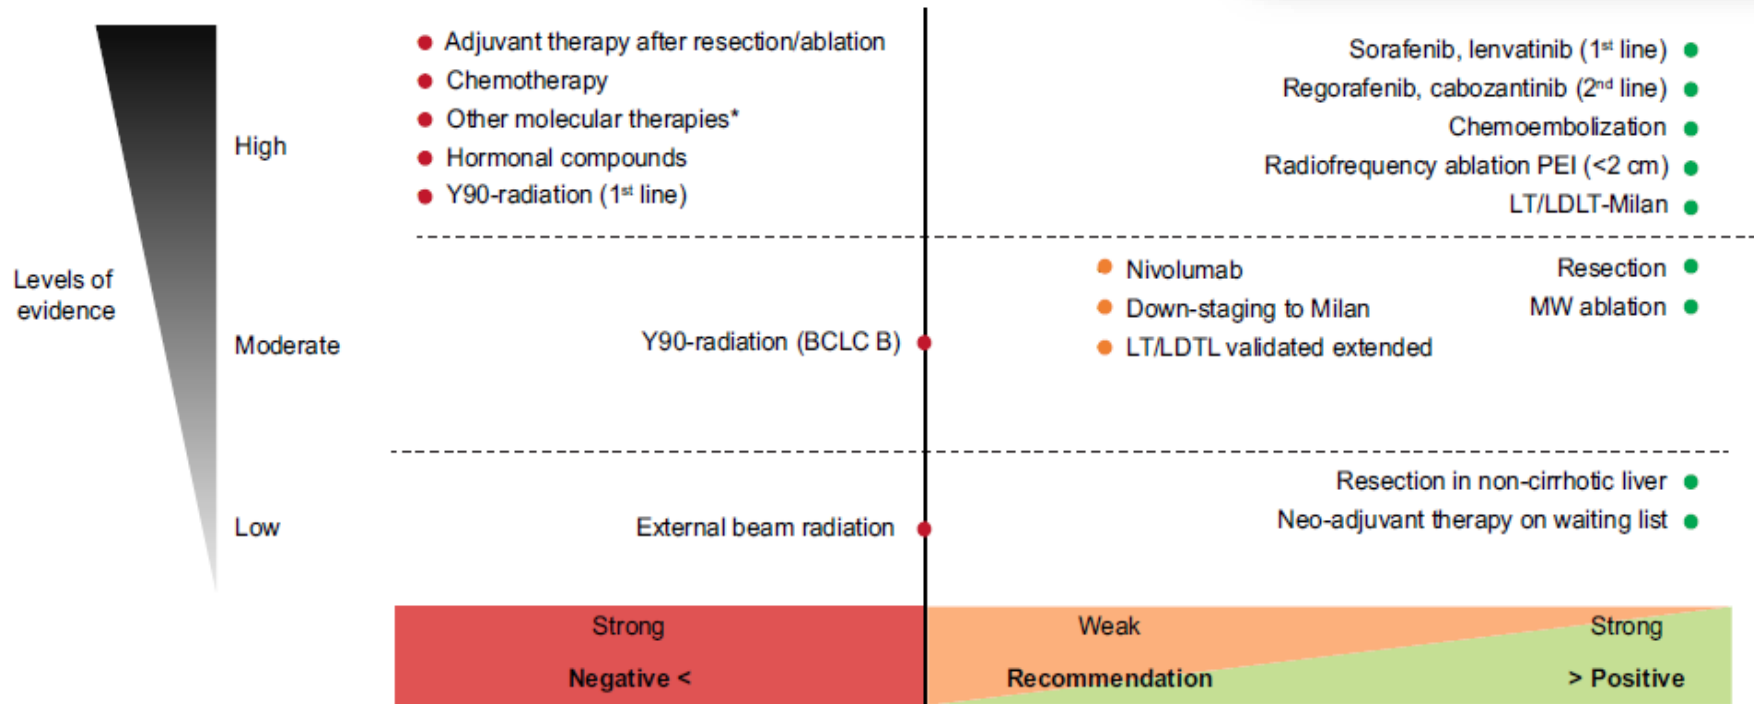 Adjuvant therapy after resection/ablation
Chemotherapy
Other molecular therapies*
Hormonal compounds
Y90-radiation (1st line)
High
Sorafenib, lenvatinib (1st line)
Regorafenib, cabozantinib (2nd line)
Chemoembolization
Radiofrequency ablation PEI (<2 cm)
LT/LDLT-Milan
Levels of
evidence
Moderate
Y90-radiation (BCLC B)
Nivolumab
Down-staging to Milan
LT/LDTL validated extended
Resection
MW ablation
Low
External beam radiation
Resection in non-cirrhotic liver
Neo-adjuvant therapy on waiting list
Strong
Weak
Strong
Negative <
Recommendation
> Positive